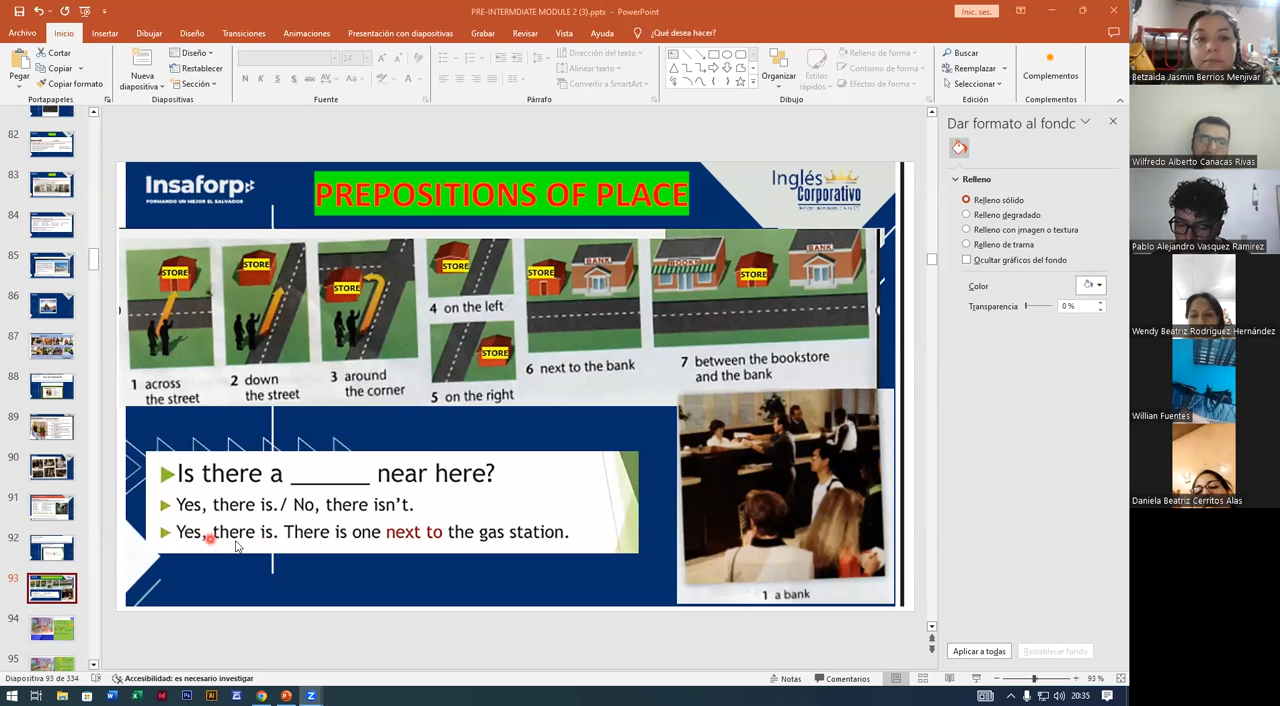 PRE-INTERMDIATE MODULE 2 (3).pptx - PowerPoint
Inic. ses.
Archivo Inicio Insertar Dibujar Diseño Transiciones Animaciones Presentación con diapositivas Grabar Revisar Vista Ayuda ¿Qué desea hacer?
Pegar
Cortar
Copiar
Copiar formato
Portapapeles
Nueva
diapositiva
Diseño
Restablecer
Sección
Diapositivas
24
N K S
Aa
Fuente
Dirección del texto
Alinear texto
Convertir a SmartArt
Párrafo
Organizar
Estilos
rápidos
Relleno de forma
Contorno de forma
Efectos de forma
Dibujo
Buscar
Reemplazar
Seleccionar
Edición
Complementos
Complementos
82
83
84
85
86
87
88
89
90
91
92
93
94
95
Insaforp
FORMANDO UN MEJOR EL SALVADOR
PREPOSITIONS OF PLACE
Inglés
Corporativo
STORE
STORE
STORE
STORE
STORE
STORE
BANK
BOOKS
STORE
BANK
1 across
the street
2 down
the street
3 around
the corner
4 on the left
5 on the right
6 next to the bank
7 between the bookstore
and the bank
Is there a ______ near here?
Yes, there is./ No, there isn't.
Yes, there is. There is one next to the gas station.
1 a bank
Dar formato al fondo
Relleno
Relleno sólido
Relleno degradado
Relleno con imagen o textura
Relleno de trama
Ocultar gráficos del fondo
Color
Transparencia
0 %
Aplicar a todas
Restablecer fondo
Betzaida Jasmin Berrios Menjivar
Wilfredo Alberto Canacas Rivas
Pablo Alejandro Vasquez Ramirez
Wendy Beatriz Rodríguez Hernández
Willian Fuentes
Daniela Beatriz Cerritos Alas
Diapositiva 93 de 334
Accesibilidad: es necesario investigar
Notas
Comentarios
93 %
20:35